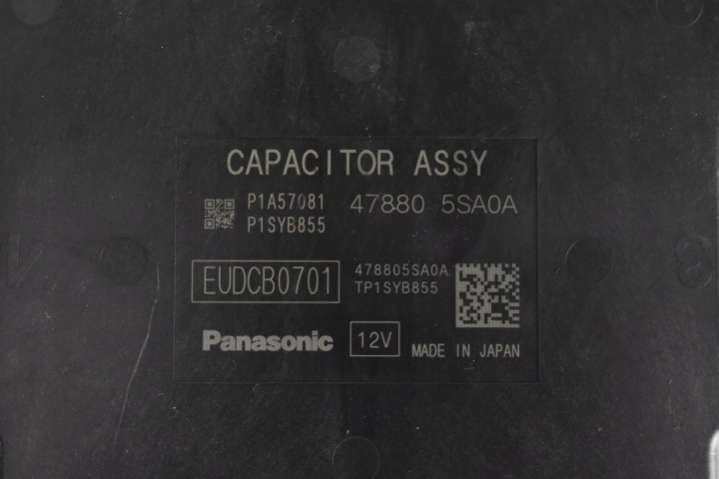 CAPACITOR ASSY
P1A57081 47880 5SA0A
P1SYB855
EUDCB0701
478805SA0A
TP1SYB855
Panasonic 12V MADE IN JAPAN